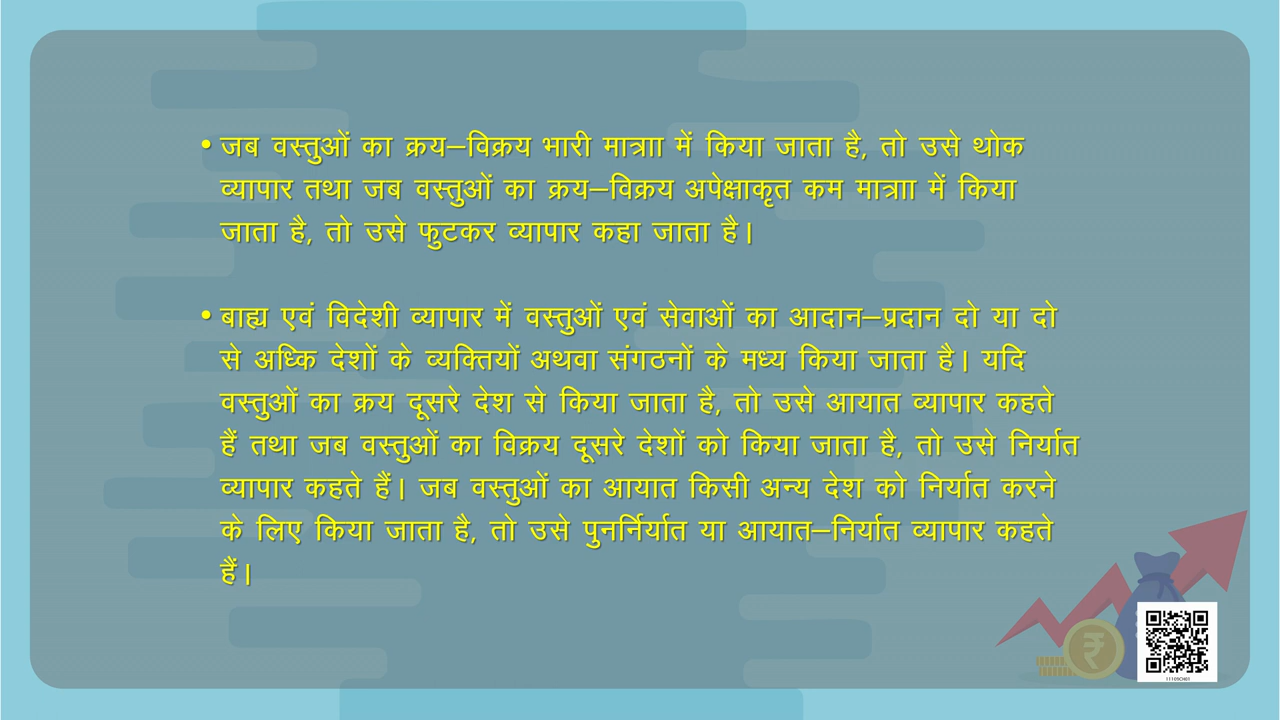 • जब वस्तुओं का क्रय–विक्रय भारी मात्राा में किया जाता है, तो उसे थोक
व्यापार तथा जब वस्तुओं का क्रय–विक्रय अपेक्षाकृत कम मात्राा में किया
जाता है, तो उसे फुटकर व्यापार कहा जाता है।
• बाह्य एवं विदेशी व्यापार में वस्तुओं एवं सेवाओं का आदान–प्रदान दो या दो
से अध्कि देशों के व्यक्तियों अथवा संगठनों के मध्य किया जाता है। यदि
वस्तुओं का क्रय दूसरे देश से किया जाता है, तो उसे आयात व्यापार कहते
हैं तथा जब वस्तुओं का विक्रय दूसरे देशों को किया जाता है, तो उसे निर्यात
व्यापार कहते हैं। जब वस्तुओं का आयात किसी अन्य देश को निर्यात करने
के लिए किया जाता है, तो उसे पुनर्निर्यात या आयात–निर्यात व्यापार कहते
हैं।
₹